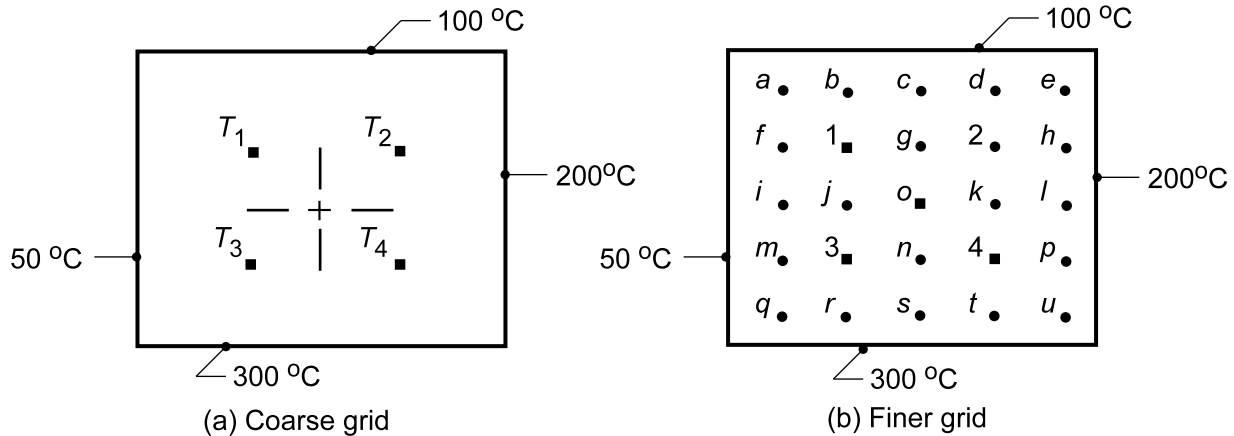 100 °C
T1 T2
200°C
T3 T4
50 °C
300 °C
(a) Coarse grid
100 °C
a b c d e
f 1 g 2 h
i j o k l
200°C
m 3 n 4 p
50 °C
q r s t u
300 °C
(b) Finer grid